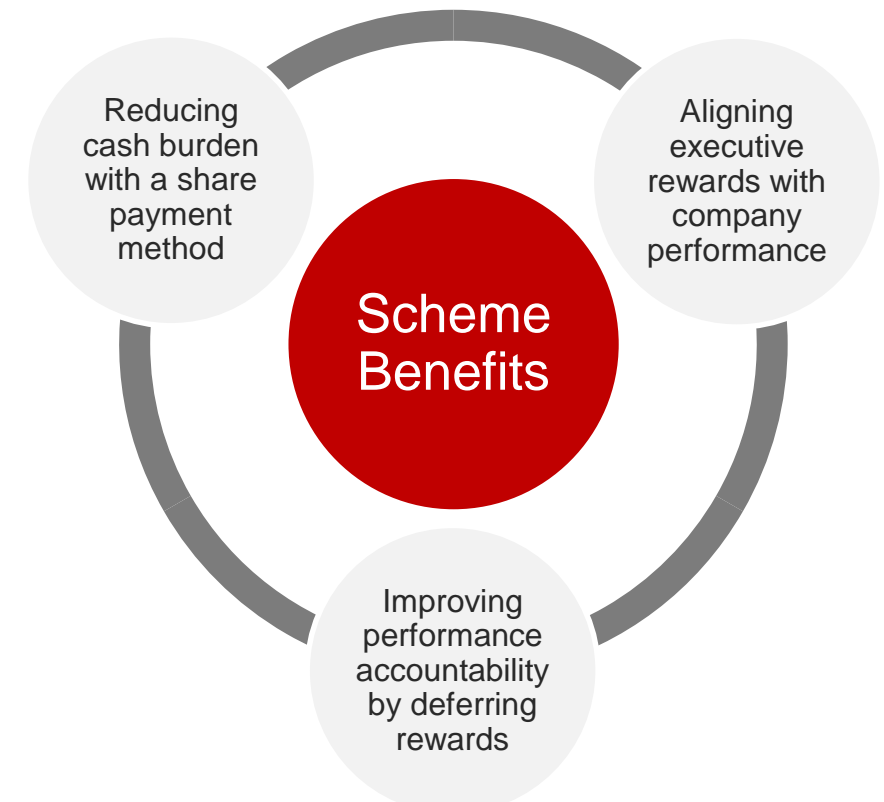 Reducing
cash burden
with a share
payment
method
Aligning
executive
rewards with
company
performance
Scheme
Benefits
Improving
performance
accountability
by deferring
rewards